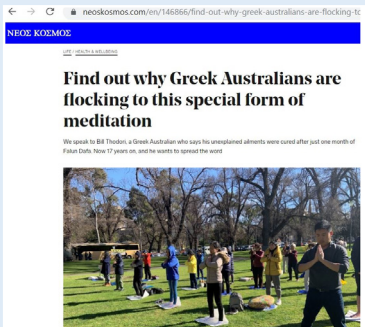 neoskosmos.com/en/146866/find-out-why-greek-australians-are-flocking-to
ΝΕΟΣ ΚΟΣΜΟΣ
LIFE / HEALTH & WELLBEING
Find out why Greek Australians are
flocking to this special form of
meditation
We speak to Bill Theodori, a Greek Australian who says his unexplained ailments were cured after just one month of
Falun Dafa. Now 17 years on, and he wants to spread the word